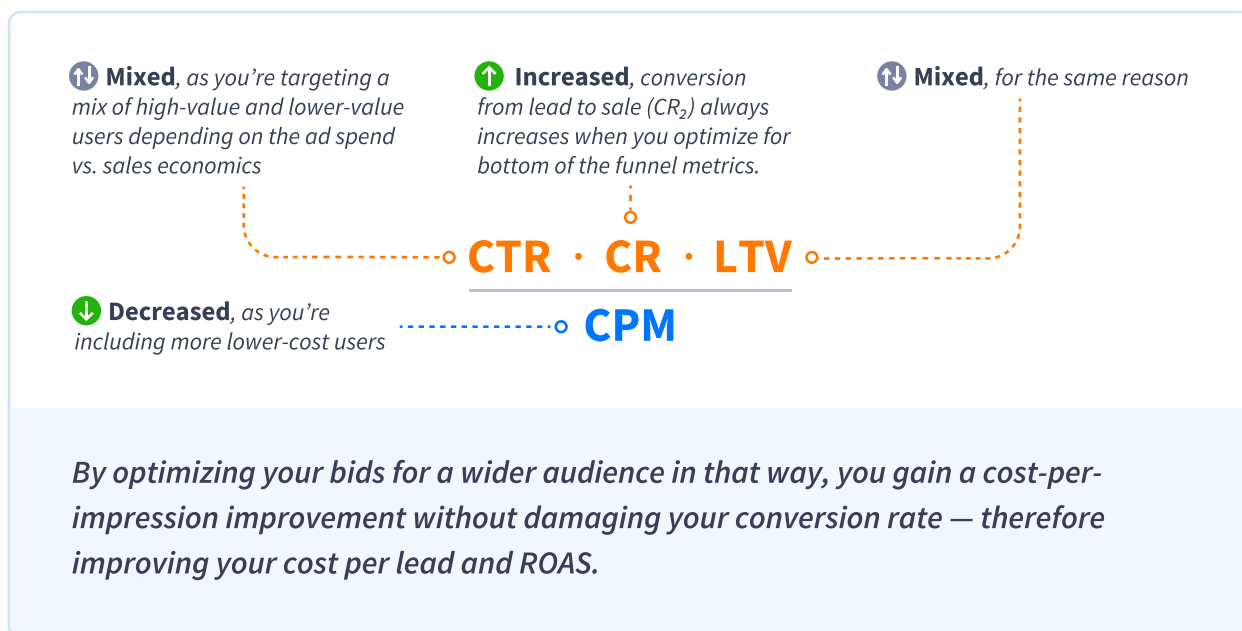 Mixed, as you’re targeting a
mix of high-value and lower-value
users depending on the ad spend
vs. sales economics
Increased, conversion
from lead to sale (CR₂) always
increases when you optimize for
bottom of the funnel metrics.
Mixed, for the same reason
CTR · CR · LTV
CPM
Decreased, as you’re
including more lower-cost users
By optimizing your bids for a wider audience in that way, you gain a cost-per-
impression improvement without damaging your conversion rate — therefore
improving your cost per lead and ROAS.